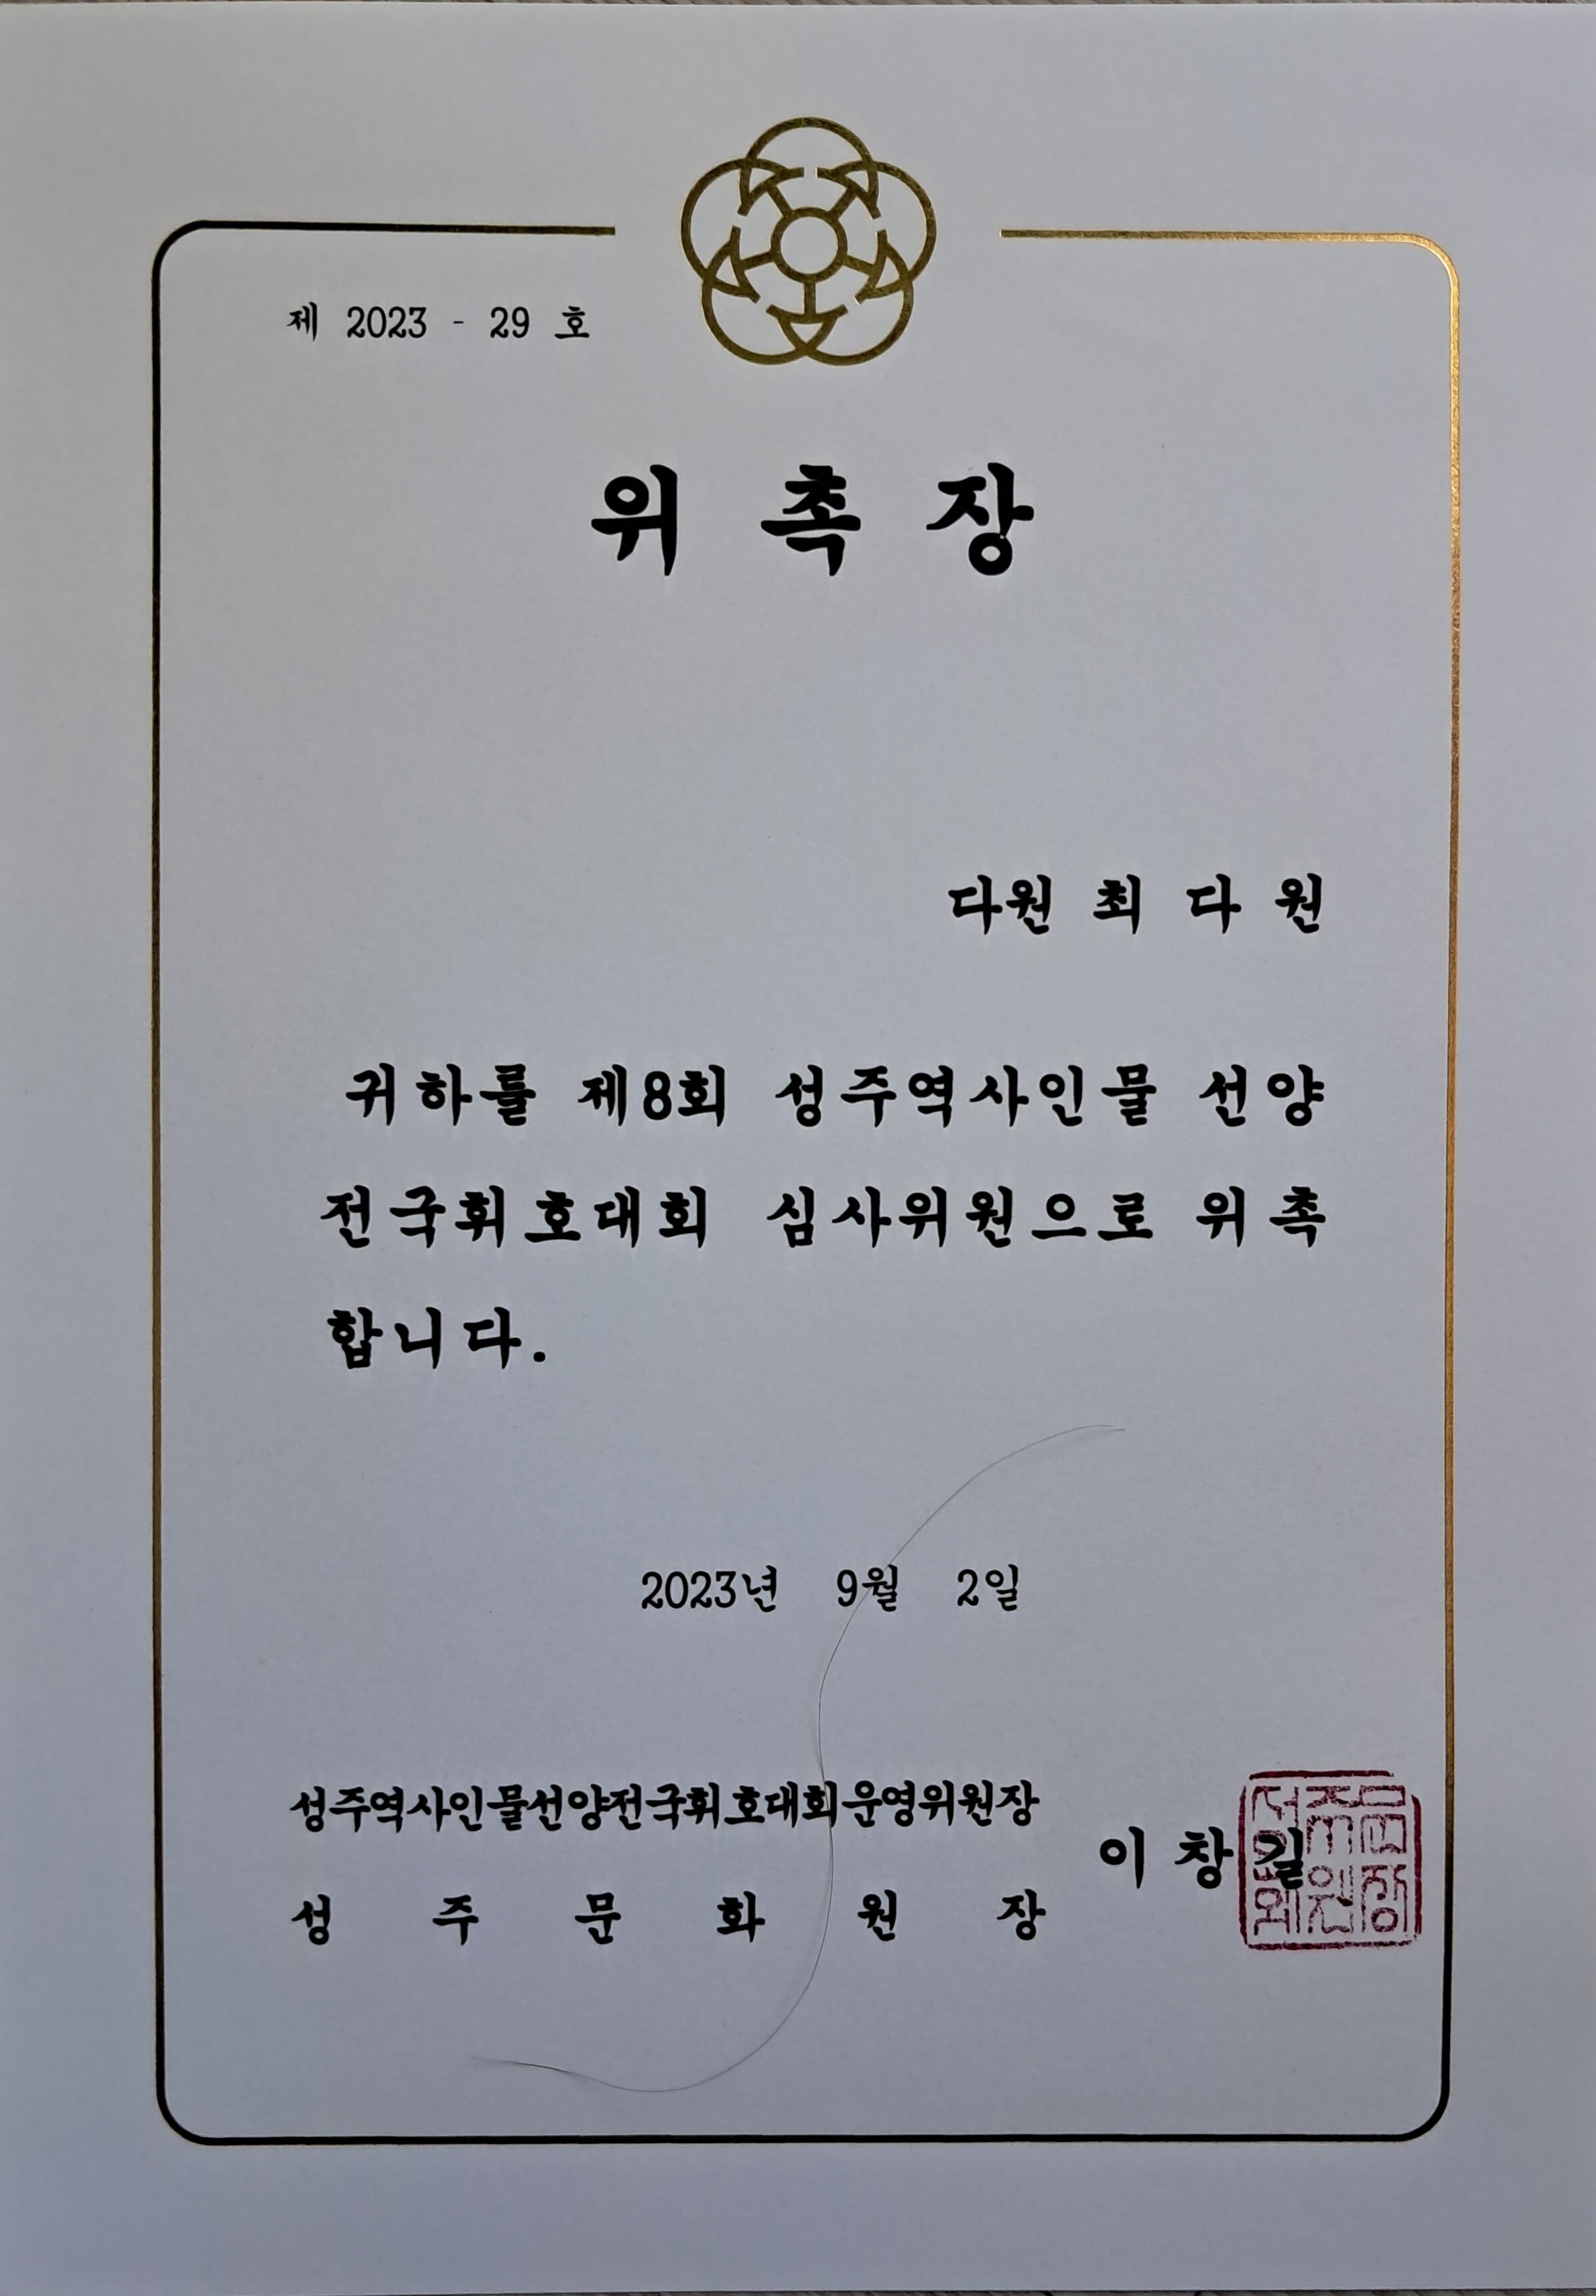 제 2023 - 29 호
위 촉 장
다원 최 다 원
귀하를 제8회 성주역사인물 선양
전국휘호대회 심사위원으로 위촉
합니다.
2023년 9월 2일
성주역사인물선양전국휘호대회운영위원장
성 주 문 화 원 장
이 창 길